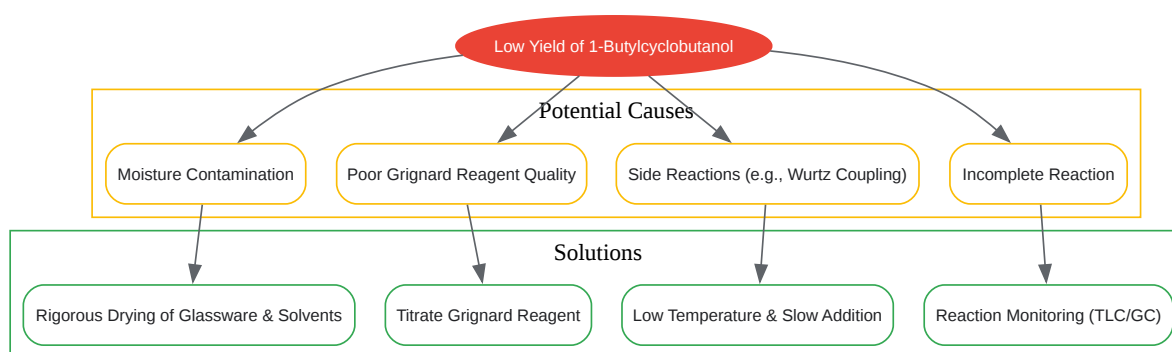 Low Yield of 1-Butylcyclobutanol
Potential Causes
Moisture Contamination
Poor Grignard Reagent Quality
Side Reactions (e.g., Wurtz Coupling)
Incomplete Reaction
Solutions
Rigorous Drying of Glassware & Solvents
Titrate Grignard Reagent
Low Temperature & Slow Addition
Reaction Monitoring (TLC/GC)